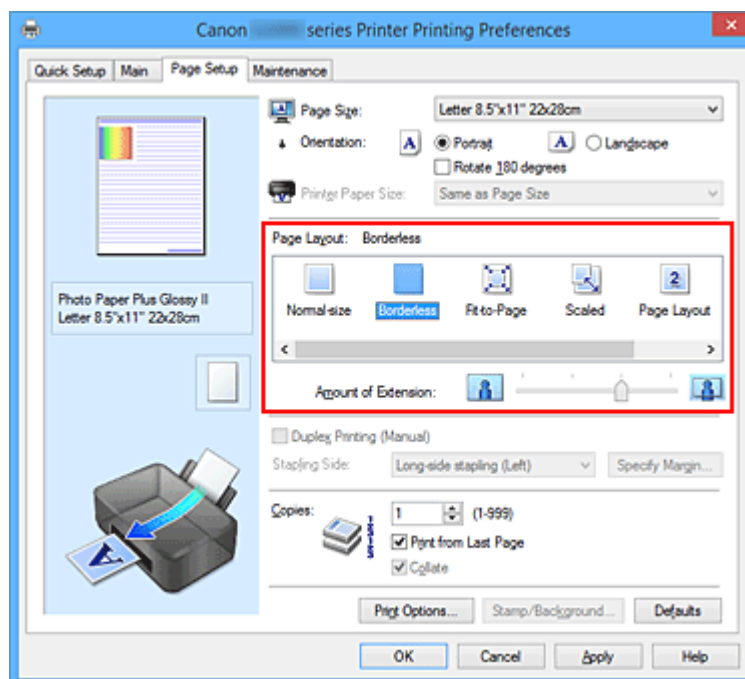 Canon series Printer Printing Preferences
Quick Setup Main Page Setup Maintenance
Page Size: Letter 8.5"x11" 22x28cm
Orientation: A Portrait A Landscape
Rotate 180 degrees
Printer Paper Size: Same as Page Size
Page Layout: Borderless
Normal-size Borderless Fit-to-Page Scaled 2 Page Layout
Amount of Extension:
Photo Paper Plus Glossy II
Letter 8.5"x11" 22x28cm
Duplex Printing (Manual)
Stapling Side: Long-side stapling (Left) Specify Margin...
Copies: 1 (1-999)
Print from Last Page
Collate
A
Print Options... Stamp/Background... Defaults
OK Cancel Apply Help